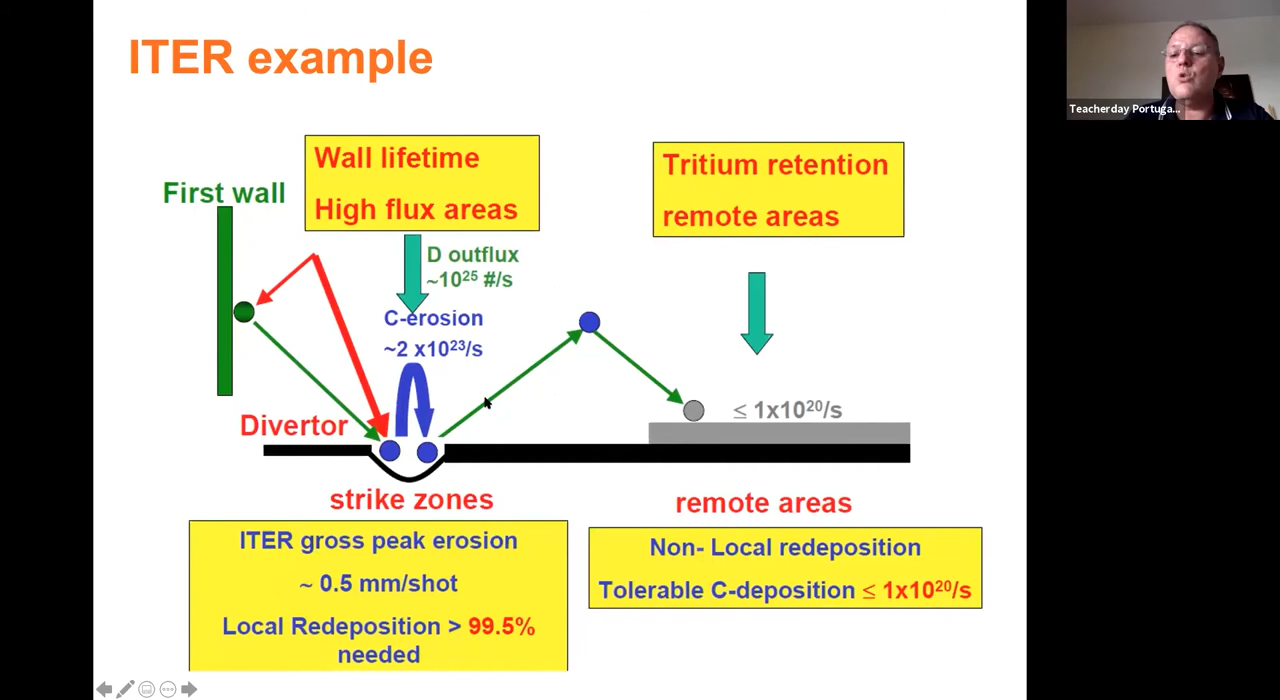 ITER example
Teacherday Portuga...
Wall lifetime
High flux areas
Tritium retention
remote areas
First wall
D outflux
~10²⁵ #/s
C-erosion
~2 x10²³/s
Divertor
≤ 1x10²⁰/s
strike zones
remote areas
ITER gross peak erosion
~ 0.5 mm/shot
Local Redeposition > 99.5%
needed
Non- Local redeposition
Tolerable C-deposition ≤ 1x10²⁰/s